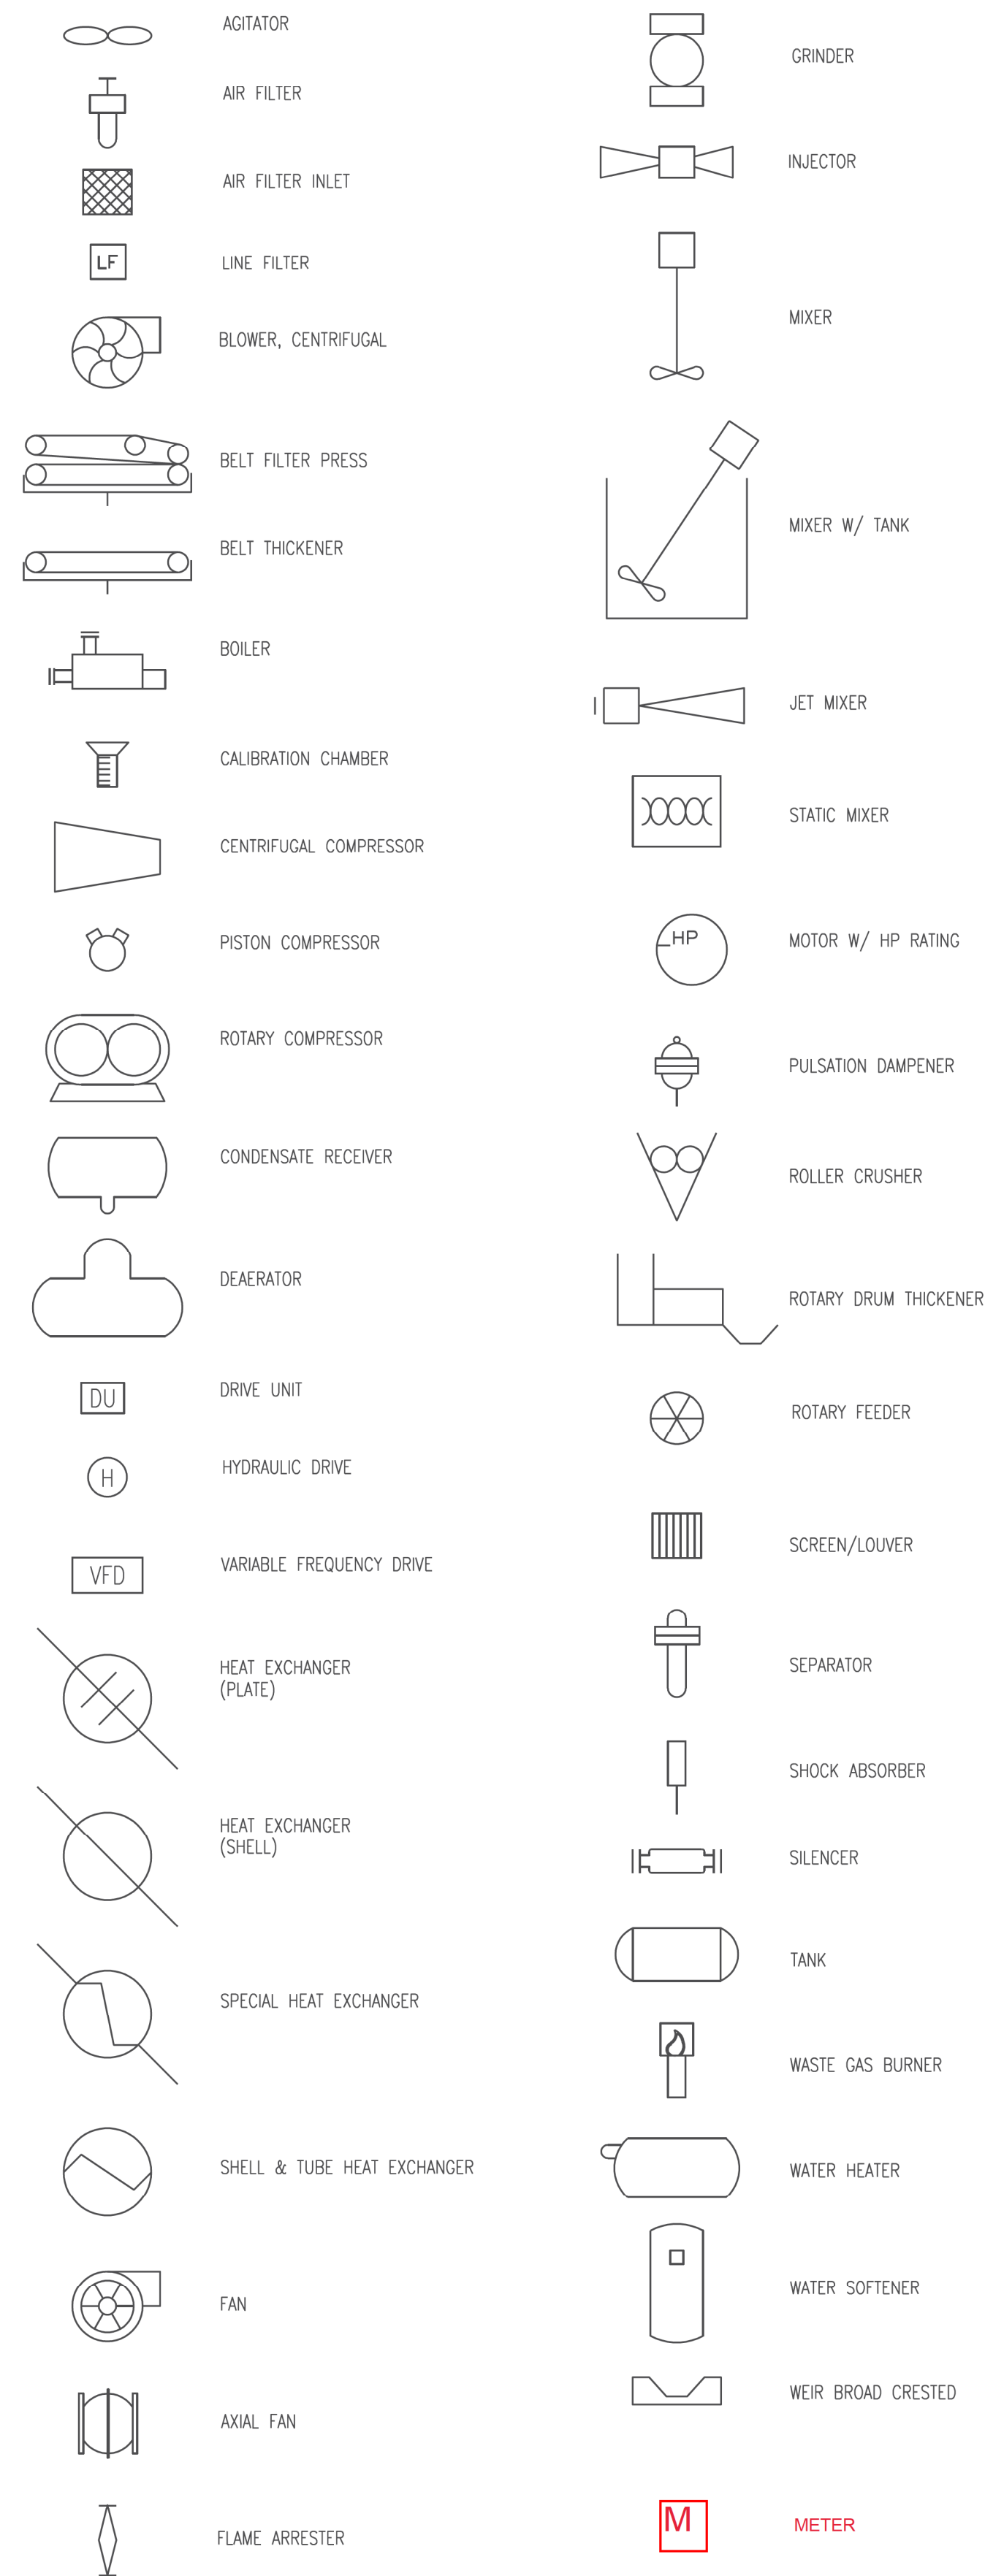 AGITATOR
AIR FILTER
AIR FILTER INLET
LF
LINE FILTER
BLOWER, CENTRIFUGAL
BELT FILTER PRESS
BELT THICKENER
BOILER
CALIBRATION CHAMBER
CENTRIFUGAL COMPRESSOR
PISTON COMPRESSOR
ROTARY COMPRESSOR
CONDENSATE RECEIVER
DEAERATOR
DU
DRIVE UNIT
H
HYDRAULIC DRIVE
VFD
VARIABLE FREQUENCY DRIVE
HEAT EXCHANGER
(PLATE)
HEAT EXCHANGER
(SHELL)
SPECIAL HEAT EXCHANGER
SHELL & TUBE HEAT EXCHANGER
FAN
AXIAL FAN
FLAME ARRESTER
GRINDER
INJECTOR
MIXER
MIXER W/ TANK
JET MIXER
STATIC MIXER
HP
MOTOR W/ HP RATING
PULSATION DAMPENER
ROLLER CRUSHER
ROTARY DRUM THICKENER
ROTARY FEEDER
SCREEN/LOUVER
SEPARATOR
SHOCK ABSORBER
SILENCER
TANK
WASTE GAS BURNER
WATER HEATER
WATER SOFTENER
WEIR BROAD CRESTED
M
METER